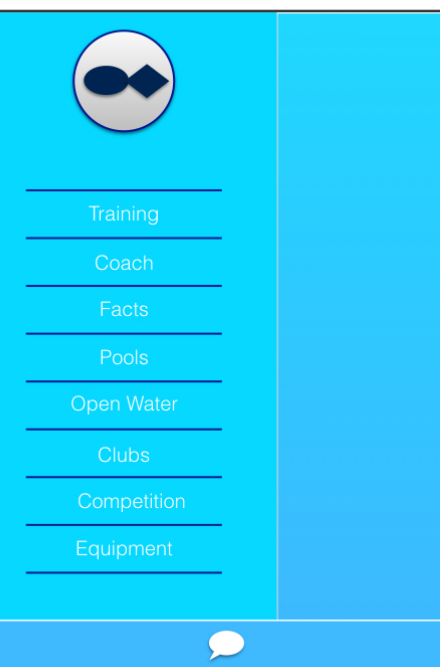 Training
Coach
Facts
Pools
Open Water
Clubs
Competition
Equipment